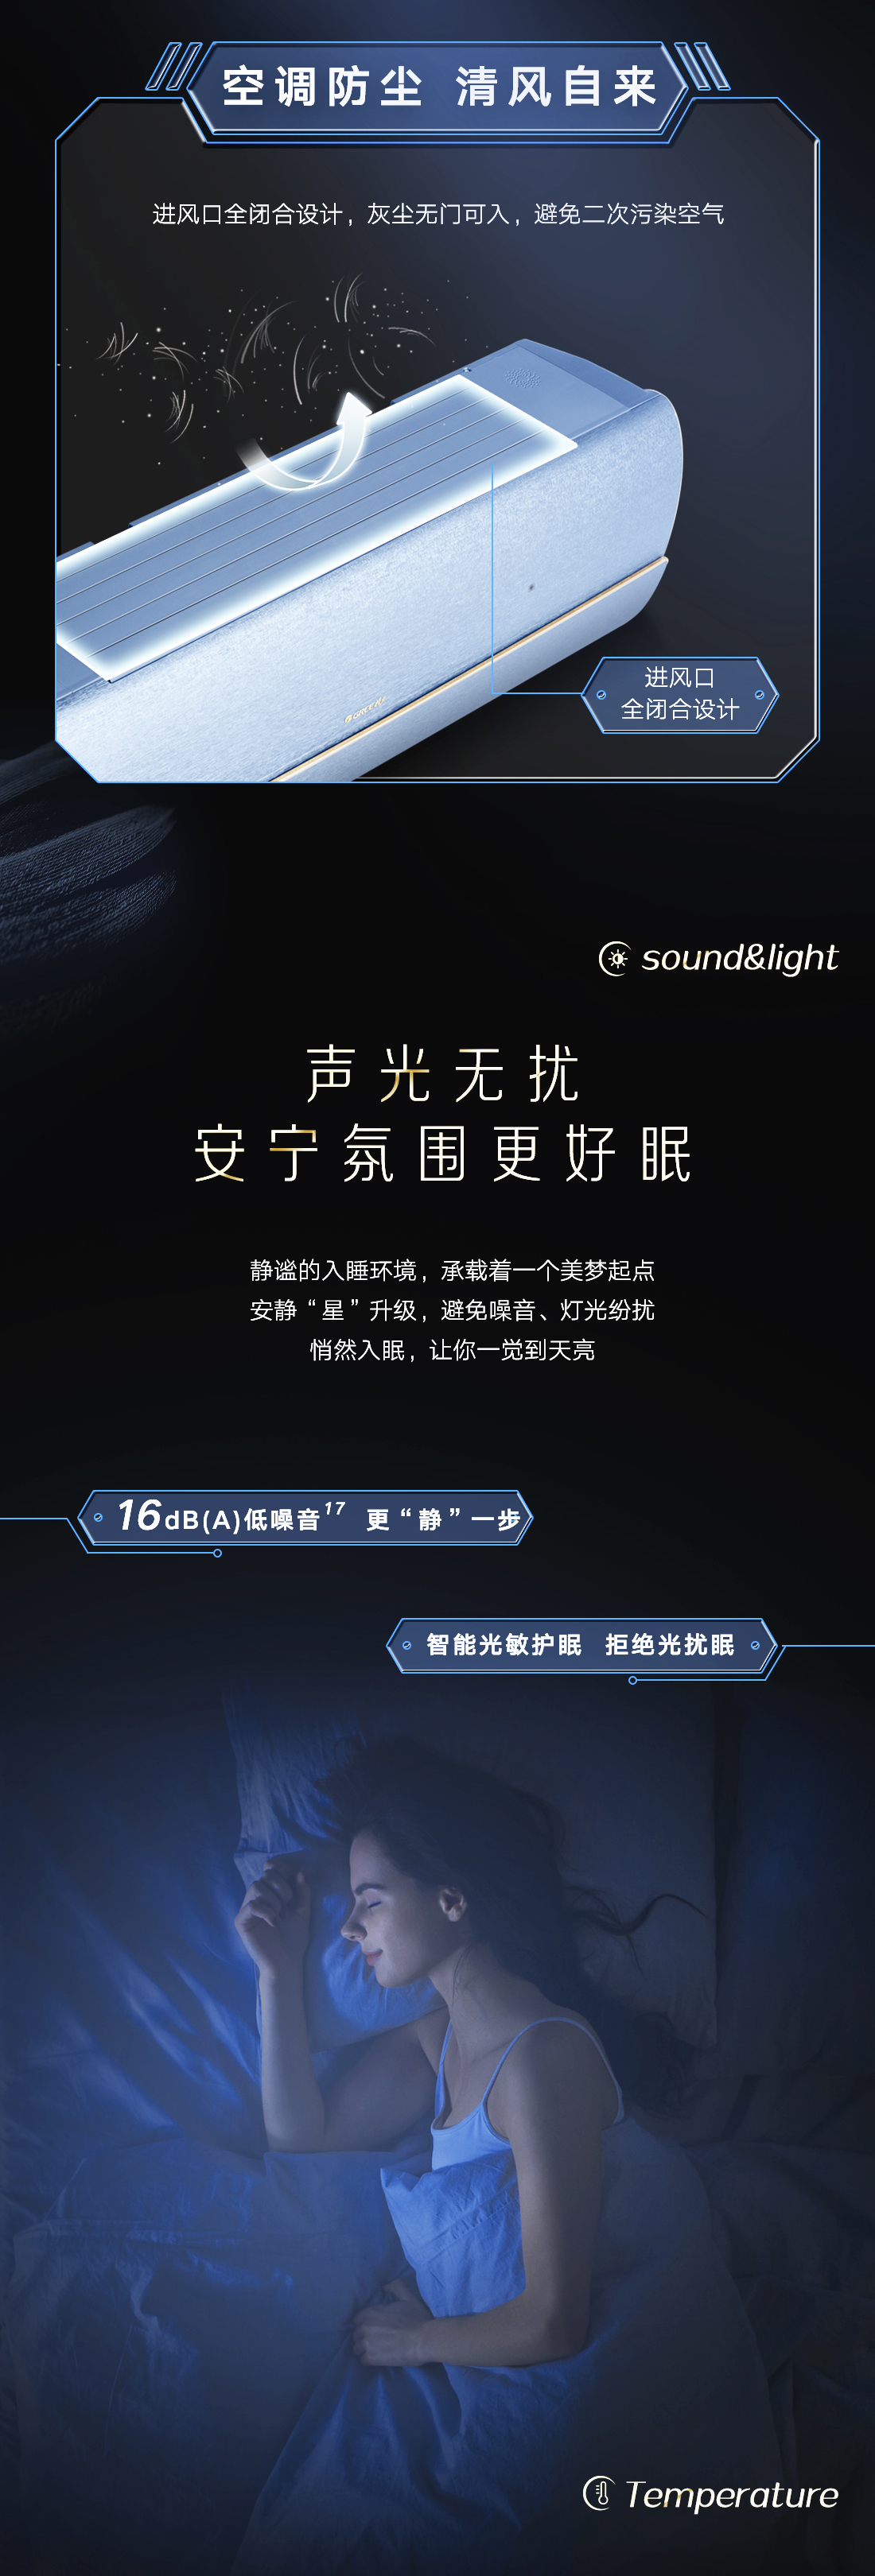 空调防尘 清风自来
进风口全闭合设计，灰尘无门可入，避免二次污染空气
GREE
进风口
全闭合设计
sound&light
声光无扰
安宁氛围更好眠
静谧的入睡环境，承载着一个美梦起点
安静“星”升级，避免噪音、灯光纷扰
悄然入眠，让你一觉到天亮
16dB(A)低噪音17 更“静”一步
智能光敏护眠 拒绝光扰眠
Temperature